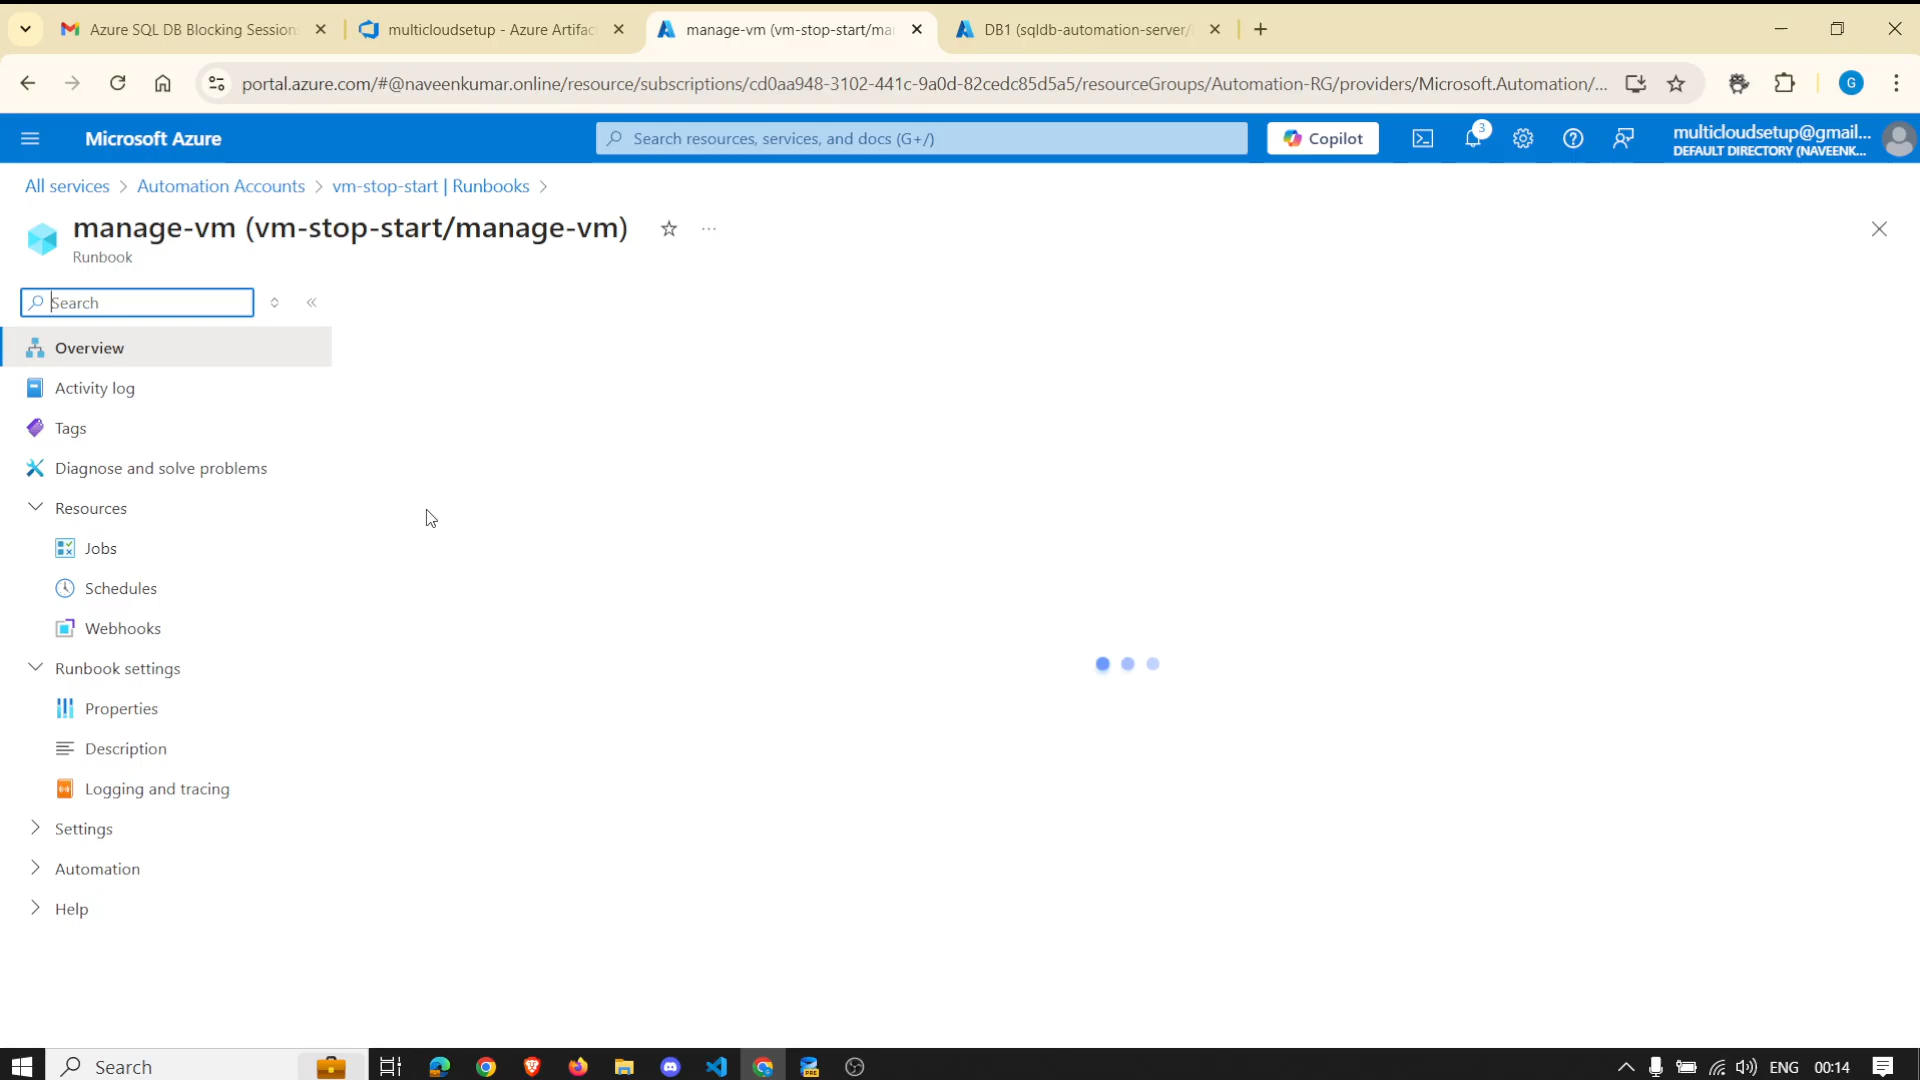 Azure SQL DB Blocking Session
multicloudsetup - Azure Artifac
manage-vm (vm-stop-start/ma
DB1 (sqldb-automation-server/
portal.azure.com/#@naveenkumar.online/resource/subscriptions/cd0aa948-3102-441c-9a0d-82cedc85d5a5/resourceGroups/Automation-RG/providers/Microsoft.Automation/...
G
Microsoft Azure
Search resources, services, and docs (G+/)
Copilot
3
multicloudsetup@gmail...
DEFAULT DIRECTORY (NAVEENK...
All services > Automation Accounts > vm-stop-start | Runbooks >
manage-vm (vm-stop-start/manage-vm)
Runbook
Search
Overview
Activity log
Tags
Diagnose and solve problems
Resources
Jobs
Schedules
Webhooks
Runbook settings
Properties
Description
Logging and tracing
Settings
Automation
Help
Search
PRE
ENG
00:14